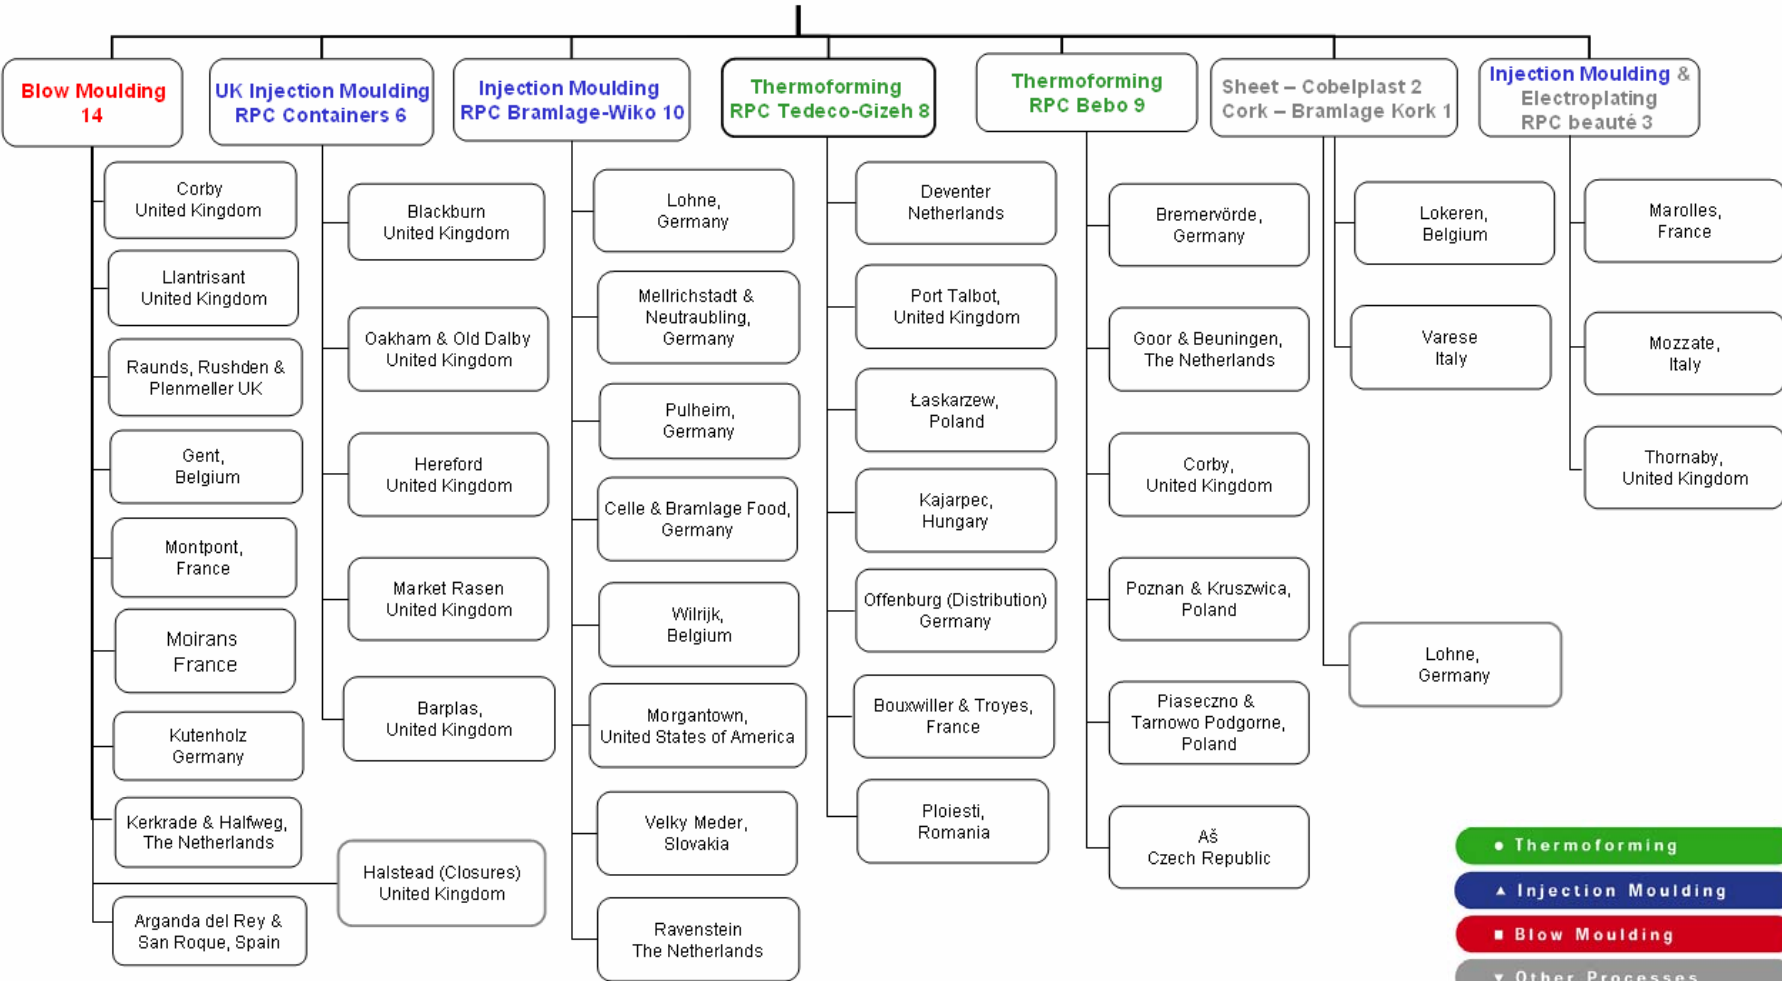 Blow Moulding
14
Corby
United Kingdom
Llantrisant
United Kingdom
Raunds, Rushden &
Plenmeller UK
Gent,
Belgium
Montpont,
France
Moirans
France
Kutenholz
Germany
Kerkrade & Halfweg,
The Netherlands
Arganda del Rey &
San Roque, Spain
Halstead (Closures)
United Kingdom
UK Injection Moulding
RPC Containers 6
Blackburn
United Kingdom
Oakham & Old Dalby
United Kingdom
Hereford
United Kingdom
Market Rasen
United Kingdom
Barplas,
United Kingdom
Injection Moulding
RPC Bramlage-Wiko 10
Lohne,
Germany
Mellrichstadt &
Neutraubling,
Germany
Pulheim,
Germany
Celle & Bramlage Food,
Germany
Wilrijk,
Belgium
Morgantown,
United States of America
Velky Meder,
Slovakia
Ravenstein
The Netherlands
Thermoforming
RPC Tedeco-Gizeh 8
Deventer
Netherlands
Port Talbot,
United Kingdom
Łaskarzew,
Poland
Kajarpec,
Hungary
Offenburg (Distribution)
Germany
Bouxwiller & Troyes,
France
Ploiesti,
Romania
Thermoforming
RPC Bebo 9
Bremervörde,
Germany
Goor & Beuningen,
The Netherlands
Corby,
United Kingdom
Poznan & Kruszwica,
Poland
Piaseczno &
Tarnowo Podgorne,
Poland
Aš
Czech Republic
Sheet – Cobelplast 2
Cork – Bramlage Kork 1
Lokeren,
Belgium
Varese
Italy
Lohne,
Germany
Injection Moulding &
Electroplating
RPC beauté 3
Marolles,
France
Mozzate,
Italy
Thornaby,
United Kingdom
Thermoforming
Injection Moulding
Blow Moulding
Other Processes